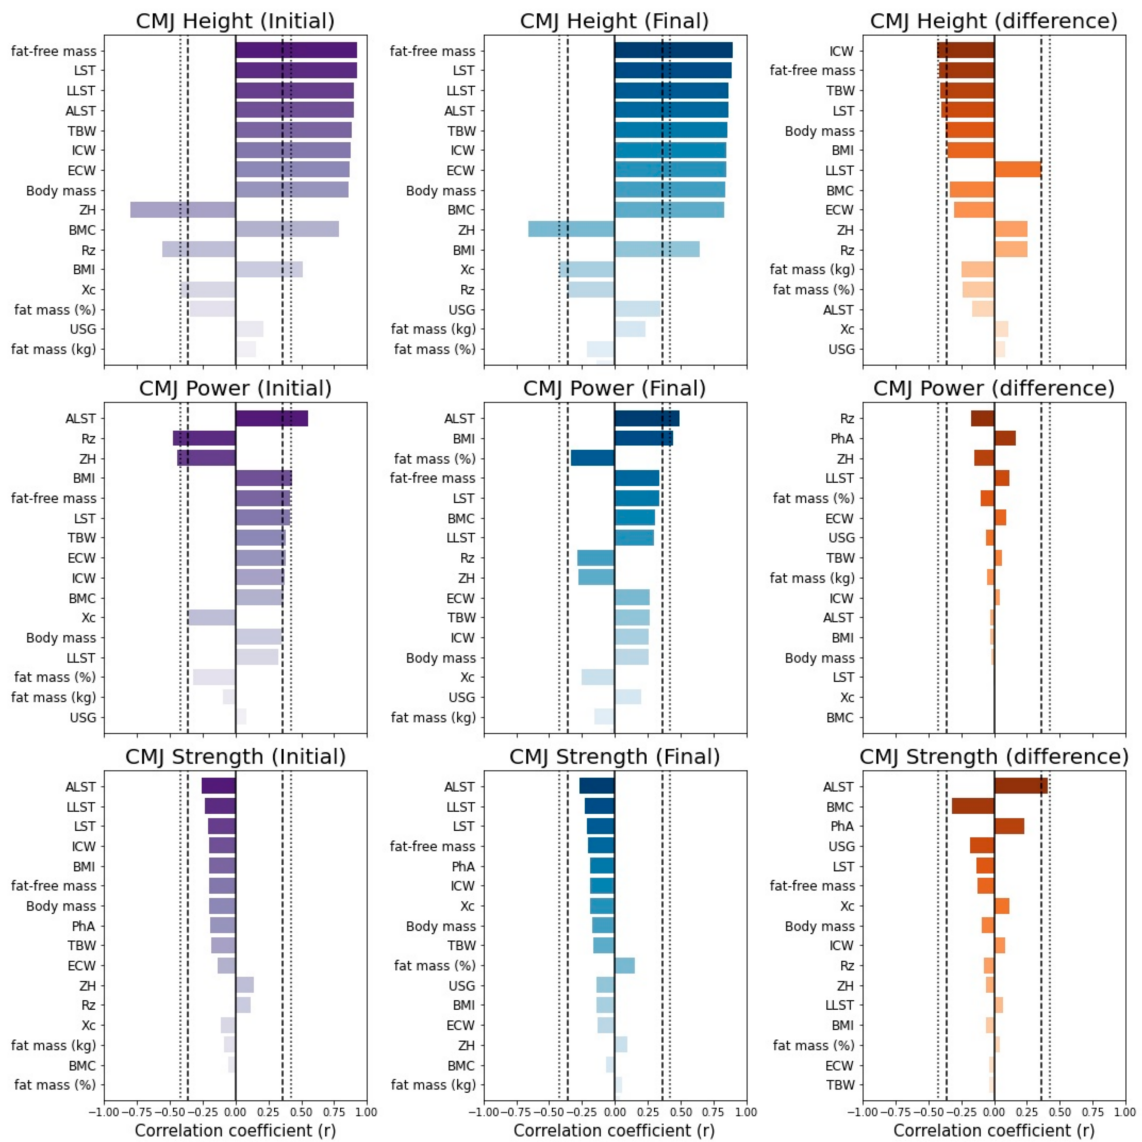 CMJ Height (Initial)
fat-free mass
LST
LLST
ALST
TBW
ICW
ECW
Body mass
ZH
BMC
Rz
BMI
Xc
fat mass (%)
USG
fat mass (kg)
CMJ Height (Final)
fat-free mass
LST
LLST
ALST
TBW
ICW
ECW
Body mass
BMC
ZH
BMI
Xc
Rz
USG
fat mass (kg)
fat mass (%)
CMJ Height (difference)
ICW
fat-free mass
TBW
LST
Body mass
BMI
LLST
BMC
ECW
ZH
Rz
fat mass (kg)
fat mass (%)
ALST
Xc
USG
CMJ Power (Initial)
ALST
Rz
ZH
BMI
fat-free mass
LST
TBW
ECW
ICW
BMC
Xc
Body mass
LLST
fat mass (%)
fat mass (kg)
USG
CMJ Power (Final)
ALST
BMI
fat mass (%)
fat-free mass
LST
BMC
LLST
Rz
ZH
ECW
TBW
ICW
Body mass
Xc
USG
fat mass (kg)
CMJ Power (difference)
Rz
PhA
ZH
LLST
fat mass (%)
ECW
USG
TBW
fat mass (kg)
ICW
ALST
BMI
Body mass
LST
Xc
BMC
CMJ Strength (Initial)
ALST
LLST
LST
ICW
BMI
fat-free mass
Body mass
PhA
TBW
ECW
ZH
Rz
Xc
fat mass (kg)
BMC
fat mass (%)
−1.00 −0.75 −0.50 −0.25 0.00 0.25 0.50 0.75 1.00
Correlation coefficient (r)
CMJ Strength (Final)
ALST
LLST
LST
fat-free mass
PhA
ICW
Xc
Body mass
TBW
fat mass (%)
USG
BMI
ECW
ZH
BMC
fat mass (kg)
−1.00 −0.75 −0.50 −0.25 0.00 0.25 0.50 0.75 1.00
Correlation coefficient (r)
CMJ Strength (difference)
ALST
BMC
PhA
USG
LST
fat-free mass
Xc
Body mass
ICW
Rz
ZH
LLST
BMI
fat mass (%)
ECW
TBW
−1.00 −0.75 −0.50 −0.25 0.00 0.25 0.50 0.75 1.00
Correlation coefficient (r)